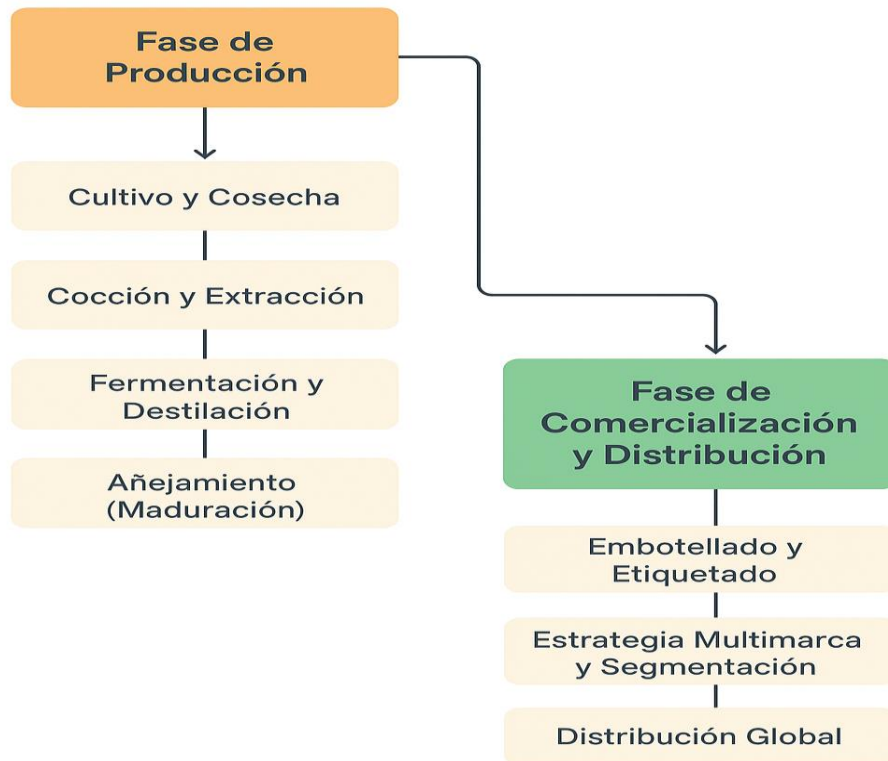 Fase de
Producción
Cultivo y Cosecha
Cocción y Extracción
Fermentación y
Destilación
Añejamiento
(Maduración)
Fase de
Comercialización
y Distribución
Embotellado y
Etiquetado
Estrategia Multimarca
y Segmentación
Distribución Global